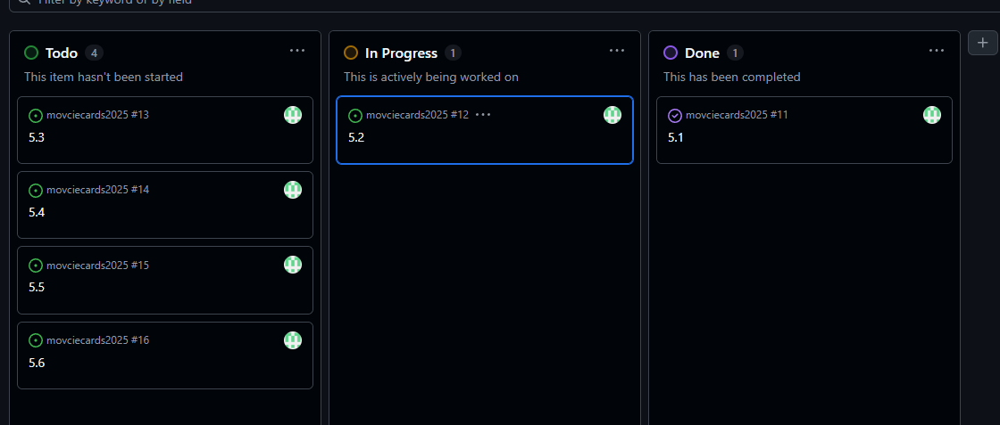 Filter by keyword or by field
Todo 4
This item hasn't been started
movciecards2025 #13
5.3
movciecards2025 #14
5.4
movciecards2025 #15
5.5
movciecards2025 #16
5.6
In Progress 1
This is actively being worked on
movciecards2025 #12
5.2
Done 1
This has been completed
movciecards2025 #11
5.1